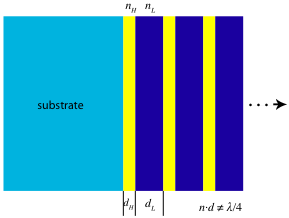 n_H n_L
substrate
d_H d_L n·d ≠ λ/4